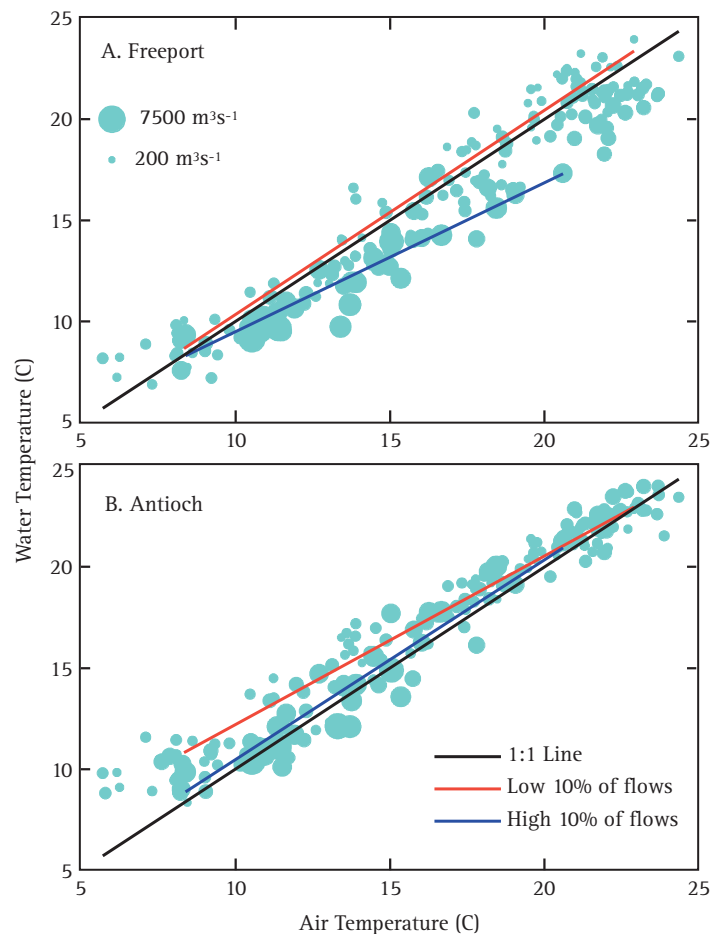 25
A. Freeport
7500 m³s⁻¹
200 m³s⁻¹
20
15
10
5
5
10
15
20
25
Water Temperature (C)
25
B. Antioch
20
15
10
5
1:1 Line
Low 10% of flows
High 10% of flows
5
10
15
20
25
Air Temperature (C)